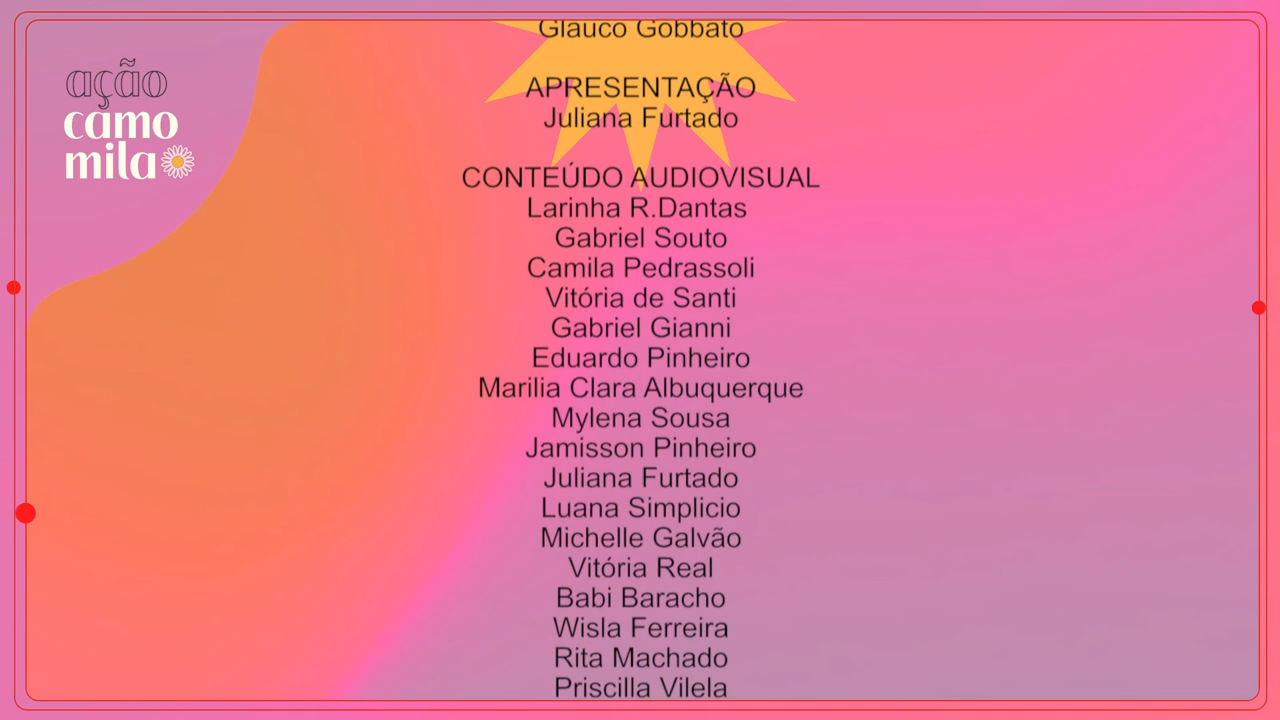 ação
camo
mila
Glauco Gobbato
APRESENTAÇÃO
Juliana Furtado
CONTEÚDO AUDIOVISUAL
Larinha R.Dantas
Gabriel Souto
Camila Pedrassoli
Vitória de Santi
Gabriel Gianni
Eduardo Pinheiro
Marilia Clara Albuquerque
Mylena Sousa
Jamisson Pinheiro
Juliana Furtado
Luana Simplicio
Michelle Galvão
Vitória Real
Babi Baracho
Wisla Ferreira
Rita Machado
Priscilla Vilela